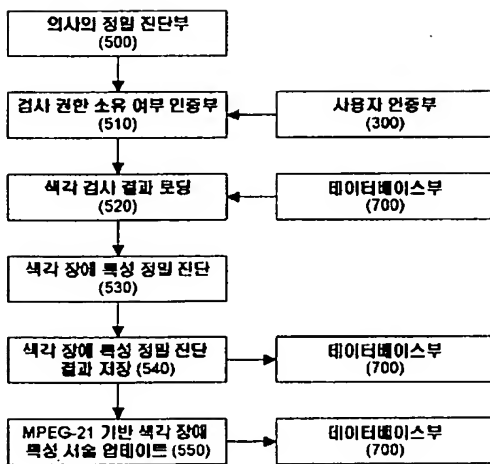 의사의 정밀 진단부
(500)
검사 권한 소유 여부 인증부
(510)
사용자 인증부
(300)
색각 검사 결과 로딩
(520)
데이터베이스부
(700)
색각 장애 특성 정밀 진단
(530)
색각 장애 특성 정밀 진단
결과 저장 (540)
데이터베이스부
(700)
MPEG-21 기반 색각 장애
특성 서술 업데이트 (550)
데이터베이스부
(700)